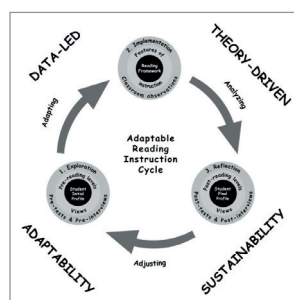 DATA-LED
THEORY-DRIVEN
2. Implementation
Features of
Reading
Framework
instruction
Classroom observations
Adapting
Analyzing
Adaptable
Reading
Instruction
Cycle
1. Exploration
Pre-reading levels
Student
Initial
Profile
Views
Pre-tests & Pre-interviews
3. Reflection
Post-reading levels
Student
Final
Profile
Views
Post-tests & Post-interviews
Adjusting
ADAPTABILITY
SUSTAINABILITY